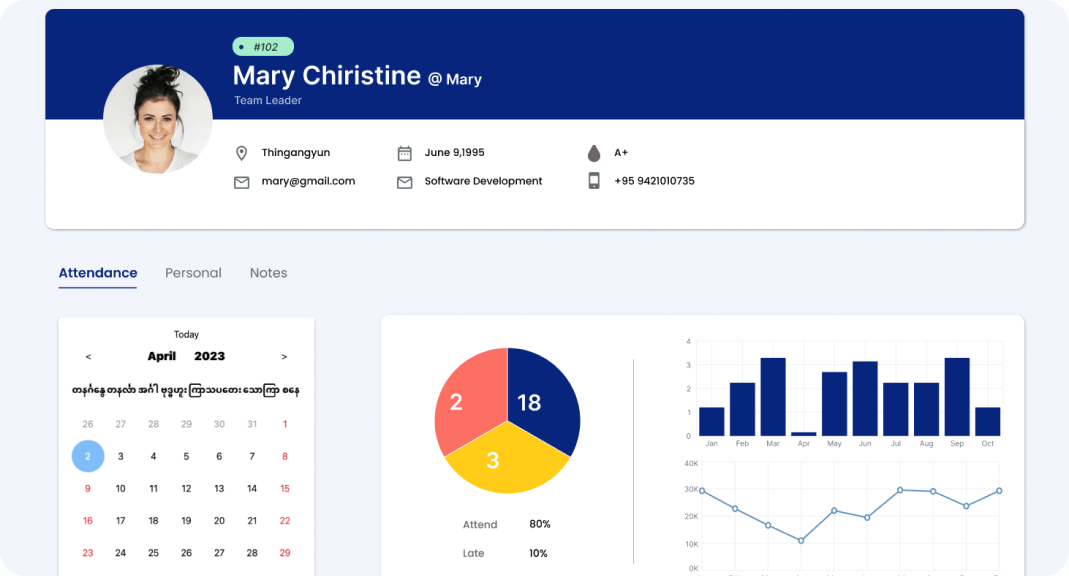 #102
Mary Chiristine @ Mary
Team Leader
Thingangyun
June 9,1995
A+
mary@gmail.com
Software Development
+95 9421010735
Attendance Personal Notes
Today
< April 2023 >
တနင်္ဂနွေ တနင်္လာ အင်္ဂါ ဗုဒ္ဓဟူး ကြာသပတေး သောကြာ စနေ
26 27 28 29 30 31 1
2 3 4 5 6 7 8
9 10 11 12 13 14 15
16 17 18 19 20 21 22
23 24 25 26 27 28 29
2 18
3
Attend 80%
Late 10%
4
3
2
1
0
Jan Feb Mar Apr May Jun Jul Aug Sep Oct
40K
30K
20K
10K
0K